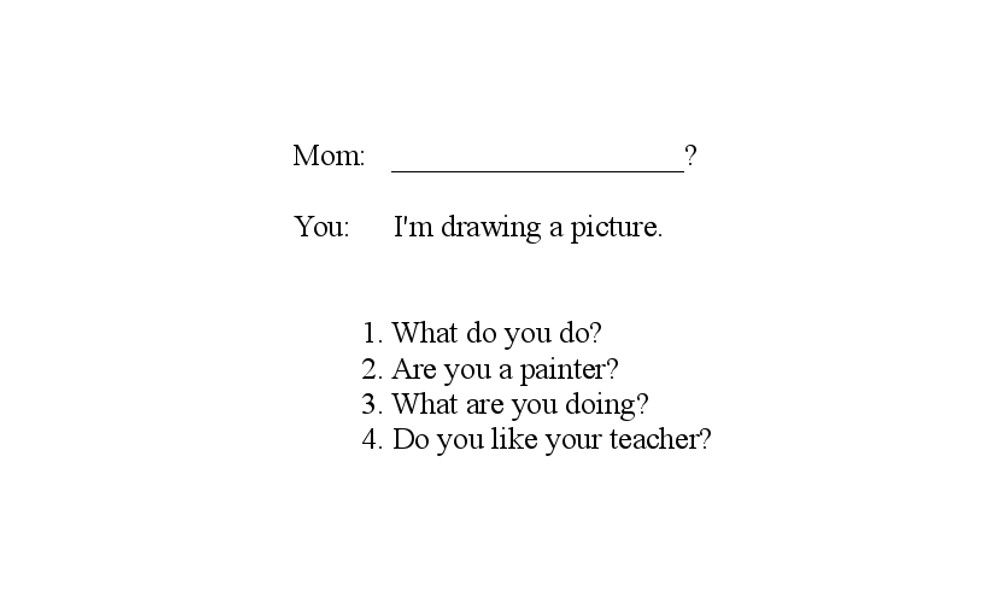 Mom: ____________________?
You: I'm drawing a picture.
1. What do you do?
2. Are you a painter?
3. What are you doing?
4. Do you like your teacher?